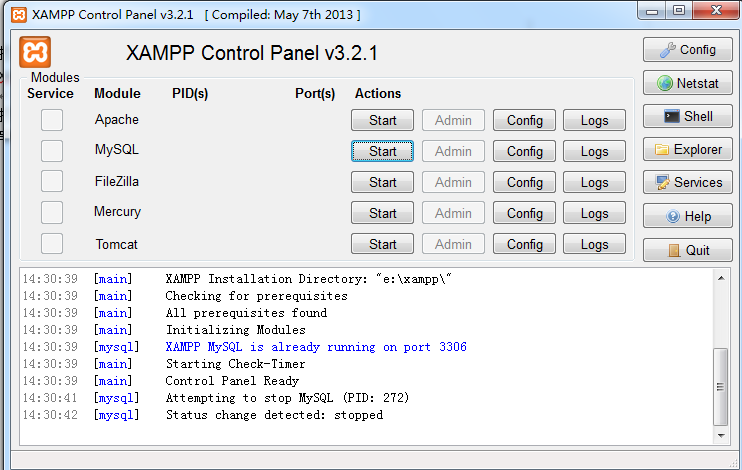 XAMPP Control Panel v3.2.1 [ Compiled: May 7th 2013 ]
XAMPP Control Panel v3.2.1
Config
Modules
Service Module PID(s) Port(s) Actions
Netstat
Apache Start Admin Config Logs
Shell
MySQL Start Admin Config Logs
Explorer
FileZilla Start Admin Config Logs
Services
Mercury Start Admin Config Logs
Help
Tomcat Start Admin Config Logs
Quit
14:30:39 [main] XAMPP Installation Directory: "e:\xampp\"
14:30:39 [main] Checking for prerequisites
14:30:39 [main] All prerequisites found
14:30:39 [main] Initializing Modules
14:30:39 [mysql] XAMPP MySQL is already running on port 3306
14:30:39 [main] Starting Check-Timer
14:30:39 [main] Control Panel Ready
14:30:41 [mysql] Attempting to stop MySQL (PID: 272)
14:30:42 [mysql] Status change detected: stopped